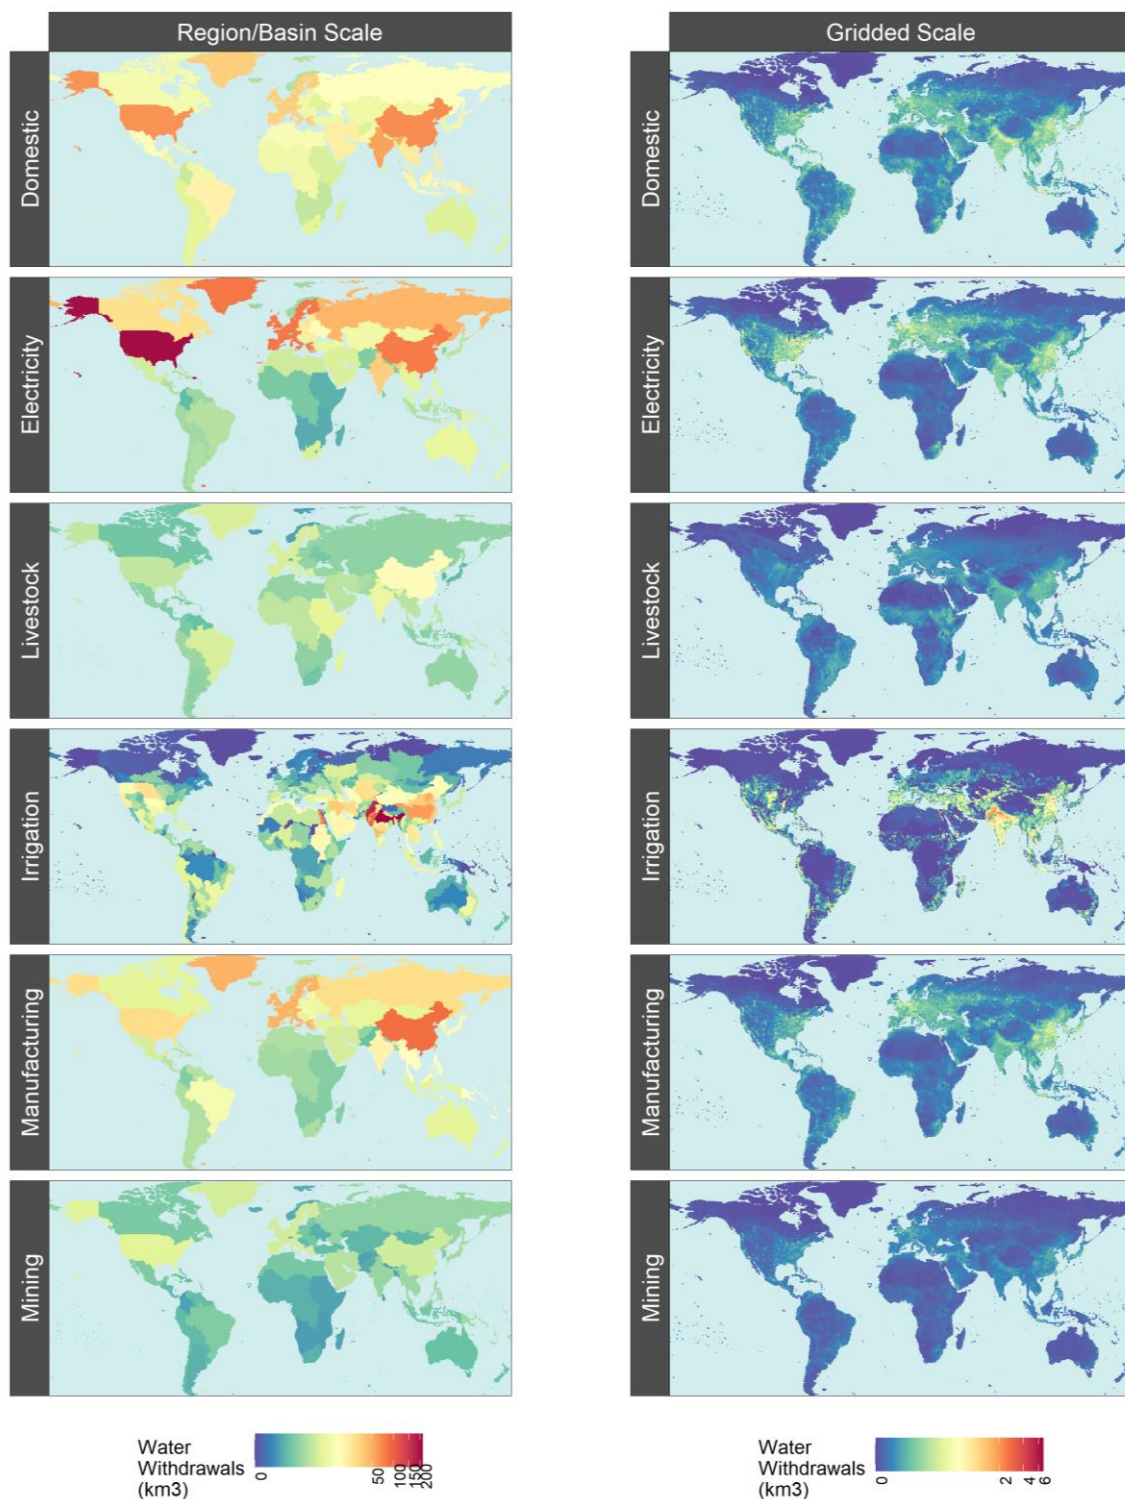 Region/Basin Scale
Gridded Scale
Domestic
Domestic
Electricity
Electricity
Livestock
Livestock
Irrigation
Irrigation
Manufacturing
Manufacturing
Mining
Mining
Water
Withdrawals
(km3)
0
50
100
150
200
Water
Withdrawals
(km3)
0
2
4
6